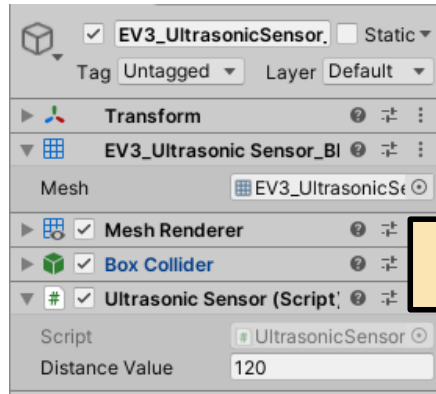 EV3_UltrasonicSensor_ Static
Tag Untagged Layer Default
Transform
EV3_Ultrasonic Sensor_Bl
Mesh EV3_UltrasonicSe
Mesh Renderer
Box Collider
# Ultrasonic Sensor (Script)
Script # UltrasonicSensor
Distance Value 120